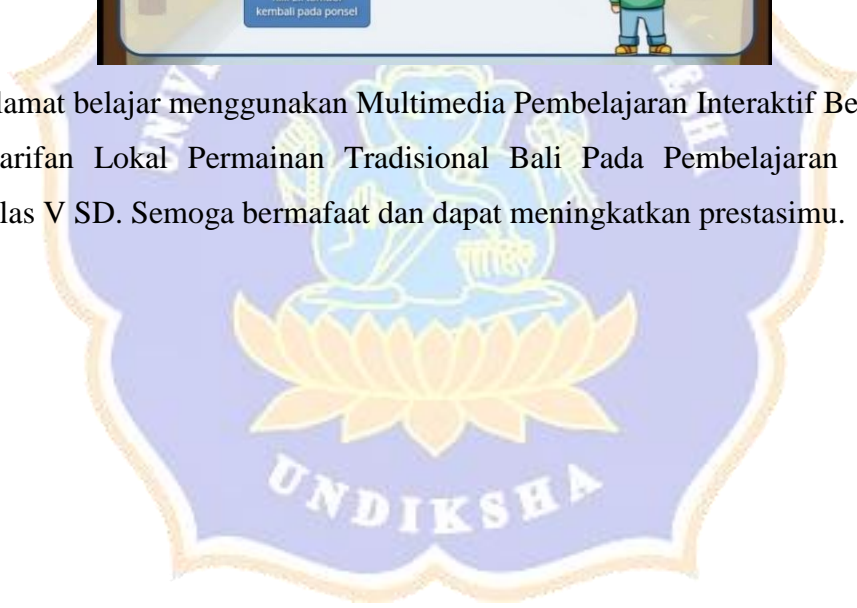 kembali pada ponsel
lamat belajar menggunakan Multimedia Pembelajaran Interaktif Be
arifan Lokal Permainan Tradisional Bali Pada Pembelajaran
las V SD. Semoga bermafaat dan dapat meningkatkan prestasimu.
UNDIKSHA